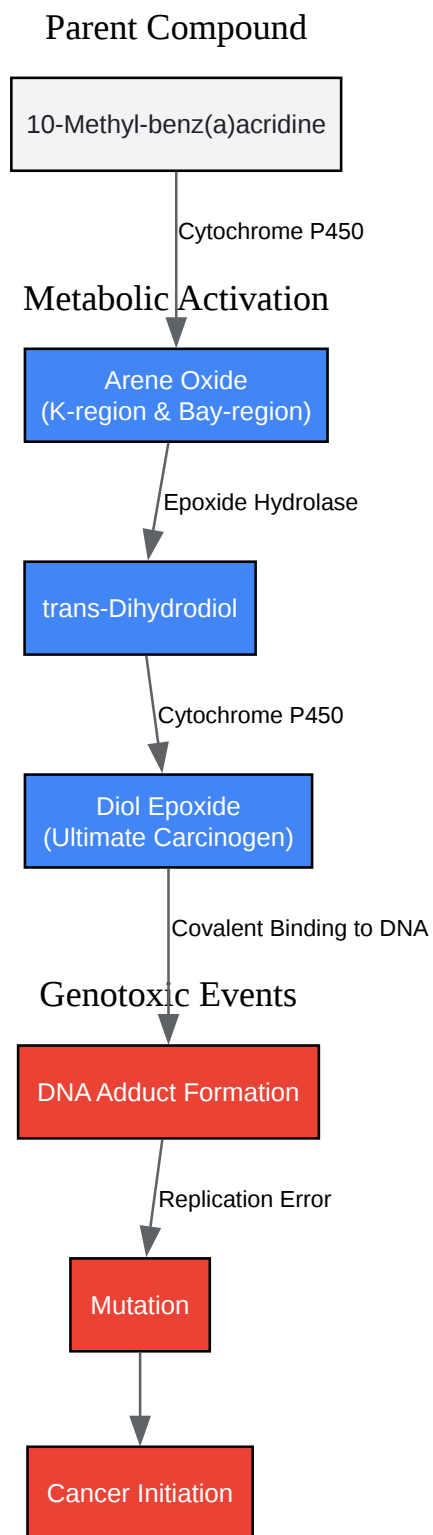 Parent Compound
10-Methyl-benz(a)acridine
Cytochrome P450
Metabolic Activation
Arene Oxide
(K-region & Bay-region)
Epoxide Hydrolase
trans-Dihydrodiol
Cytochrome P450
Diol Epoxide
(Ultimate Carcinogen)
Covalent Binding to DNA
Genotoxic Events
DNA Adduct Formation
Replication Error
Mutation
Cancer Initiation